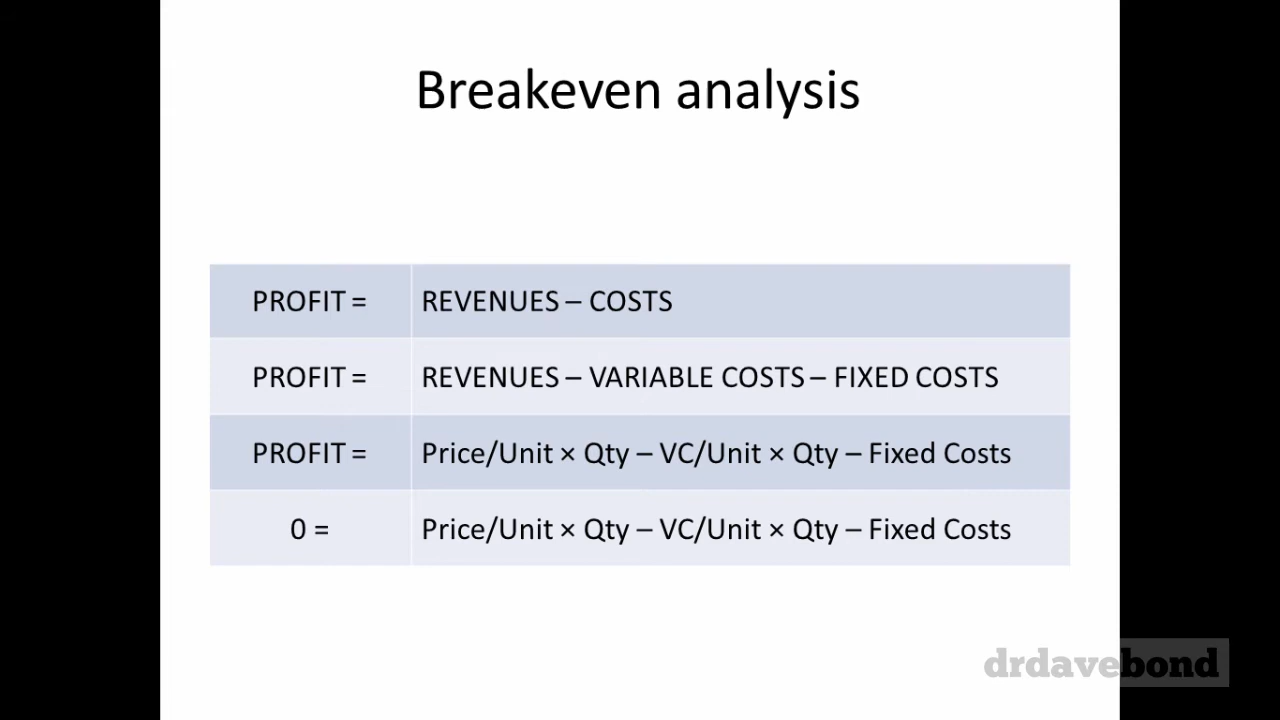 Breakeven analysis
PROFIT = REVENUES – COSTS
PROFIT = REVENUES – VARIABLE COSTS – FIXED COSTS
PROFIT = Price/Unit × Qty – VC/Unit × Qty – Fixed Costs
0 = Price/Unit × Qty – VC/Unit × Qty – Fixed Costs
drdavebond